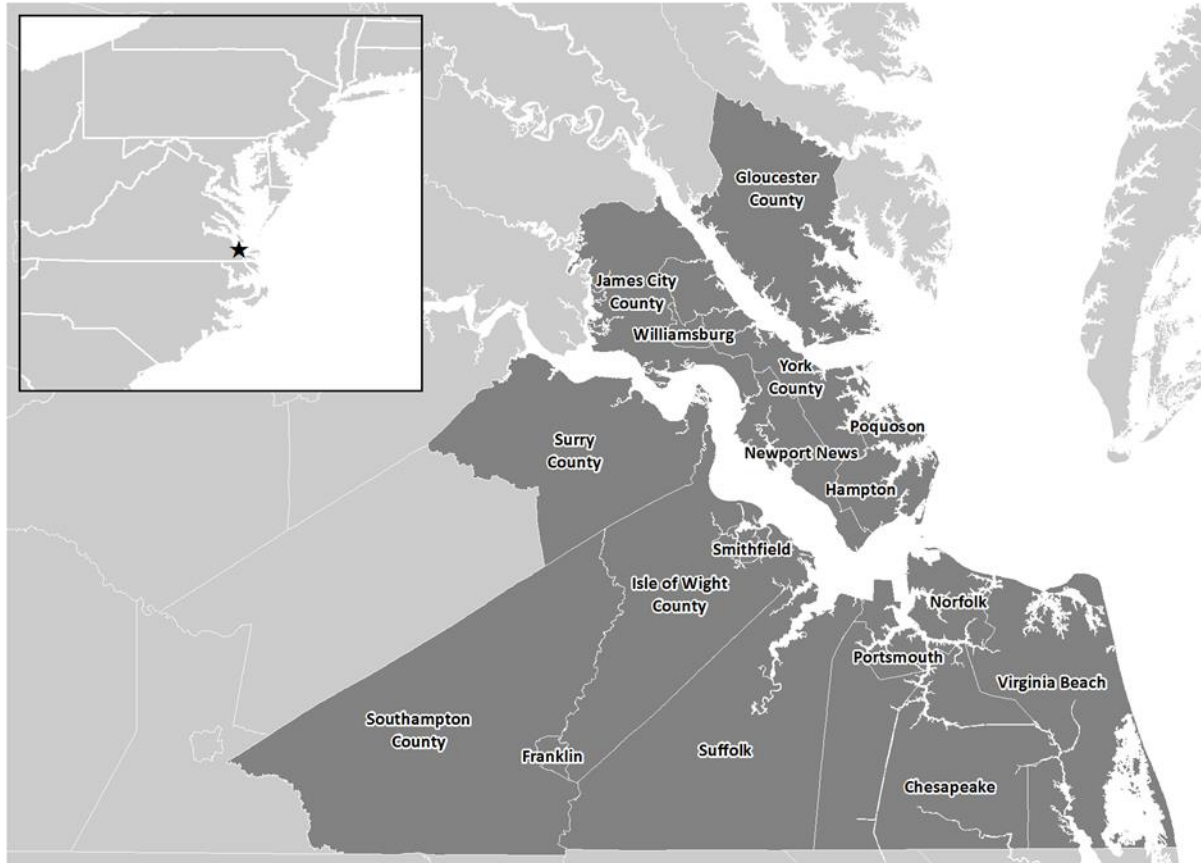 Gloucester
County
James City
County
Williamsburg
York
County
Poquoson
Surry
County
Newport News
Hampton
Smithfield
Isle of Wight
County
Norfolk
Portsmouth
Virginia Beach
Southampton
County
Franklin
Suffolk
Chesapeake